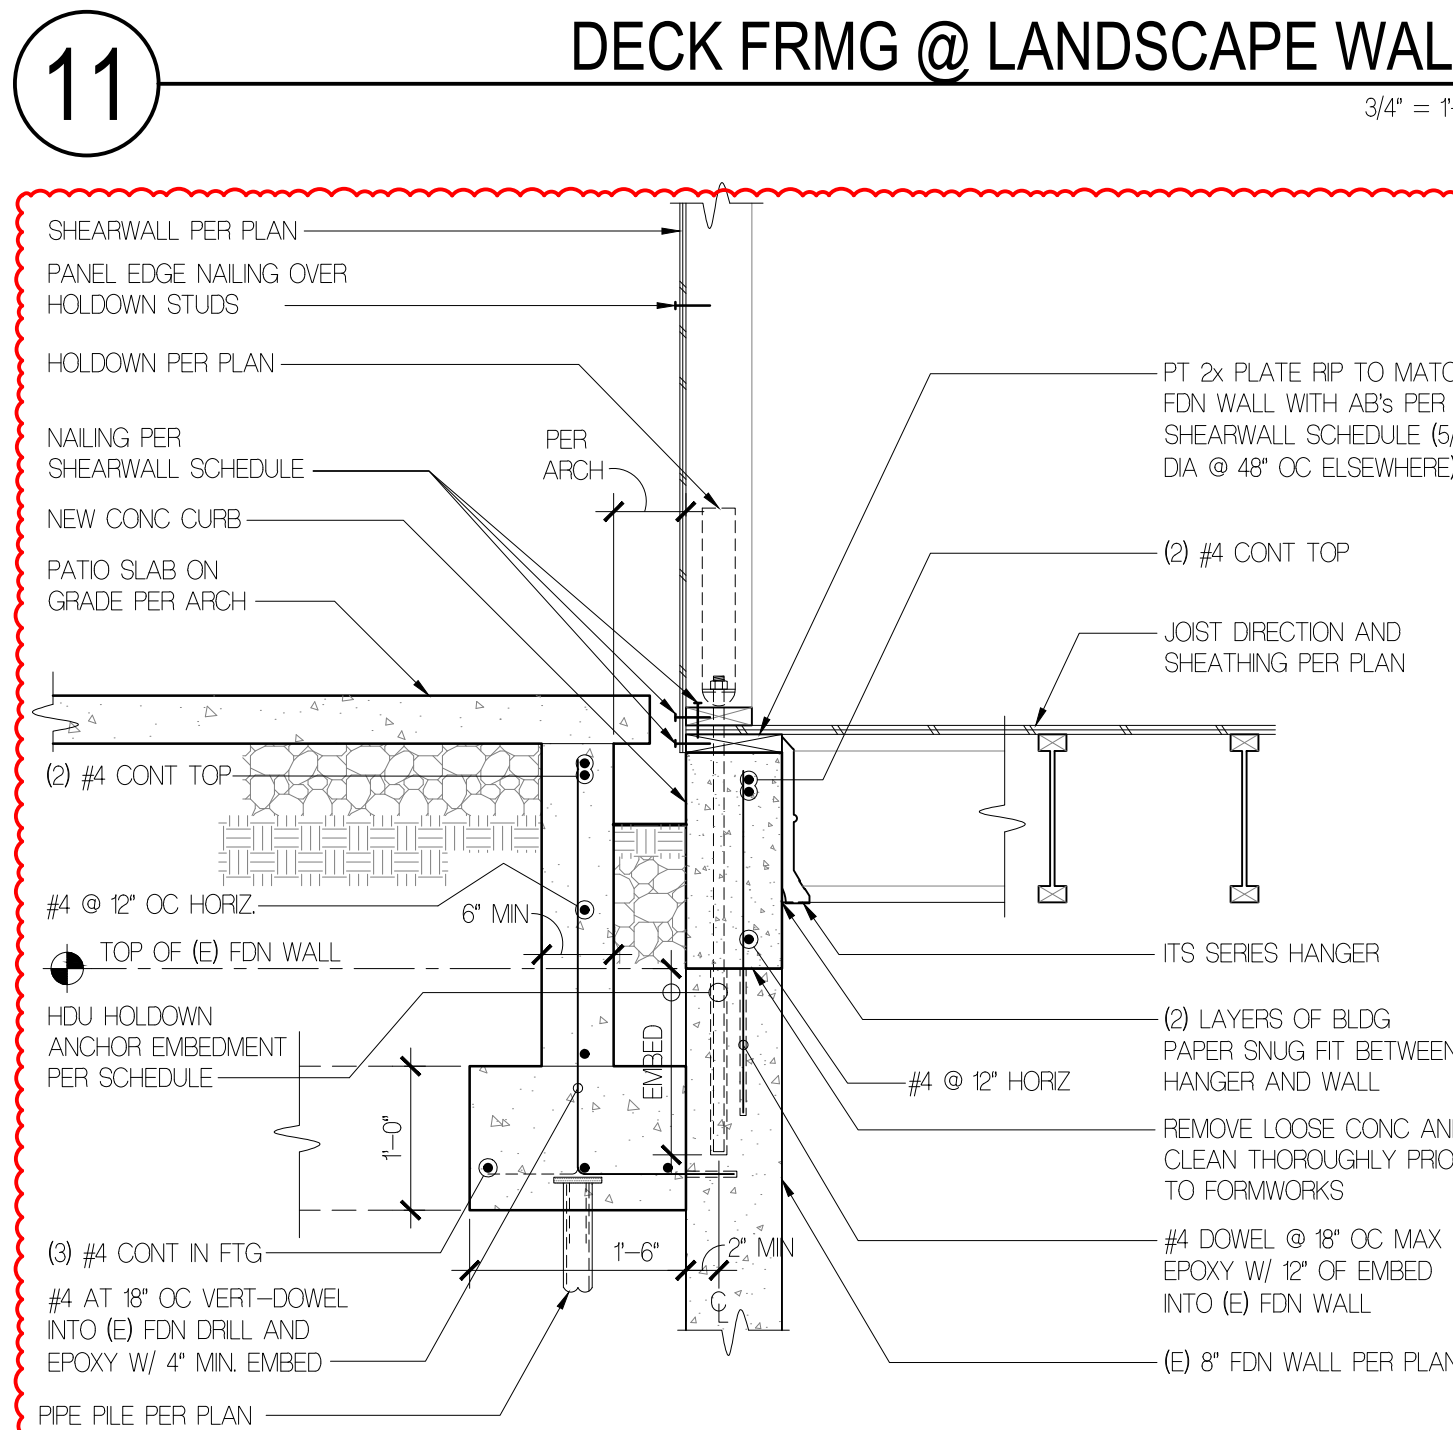 11
DECK FRMG @ LANDSCAPE WAL
3/4" = 1'-
SHEARWALL PER PLAN
PANEL EDGE NAILING OVER
HOLDOWN STUDS
HOLDOWN PER PLAN
NAILING PER
SHEARWALL SCHEDULE
NEW CONC CURB
PATIO SLAB ON
GRADE PER ARCH
PER
ARCH
(2) #4 CONT TOP
#4 @ 12" OC HORIZ.
6" MIN
TOP OF (E) FDN WALL
HDU HOLDOWN
ANCHOR EMBEDMENT
PER SCHEDULE
EMBED
1'-0"
(3) #4 CONT IN FTG
1'-6"
2" MIN
CL
#4 AT 18" OC VERT-DOWEL
INTO (E) FDN DRILL AND
EPOXY W/ 4" MIN. EMBED
PIPE PILE PER PLAN
PT 2x PLATE RIP TO MATC
FDN WALL WITH AB's PER
SHEARWALL SCHEDULE (5/
DIA @ 48" OC ELSEWHERE)
(2) #4 CONT TOP
JOIST DIRECTION AND
SHEATHING PER PLAN
ITS SERIES HANGER
(2) LAYERS OF BLDG
PAPER SNUG FIT BETWEEN
HANGER AND WALL
#4 @ 12" HORIZ
REMOVE LOOSE CONC AN
CLEAN THOROUGHLY PRIO
TO FORMWORKS
#4 DOWEL @ 18" OC MAX
EPOXY W/ 12" OF EMBED
INTO (E) FDN WALL
(E) 8" FDN WALL PER PLAN